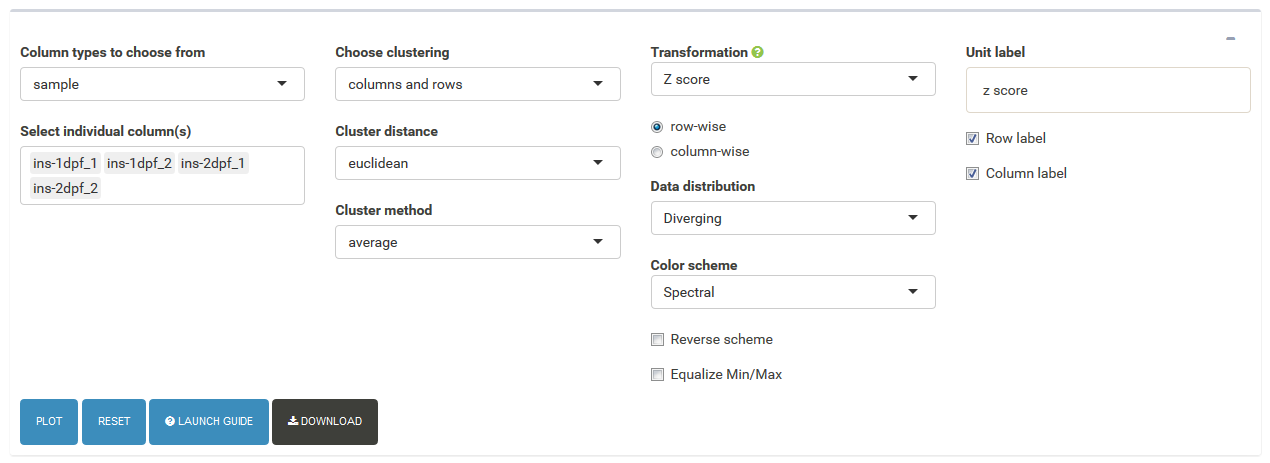 Column types to choose from
sample
Select individual column(s)
ins-1dpf_1 ins-1dpf_2 ins-2dpf_1
ins-2dpf_2
Choose clustering
columns and rows
Cluster distance
euclidean
Cluster method
average
Transformation
Z score
row-wise
column-wise
Data distribution
Diverging
Color scheme
Spectral
Reverse scheme
Equalize Min/Max
Unit label
z score
Row label
Column label
PLOT
RESET
LAUNCH GUIDE
DOWNLOAD